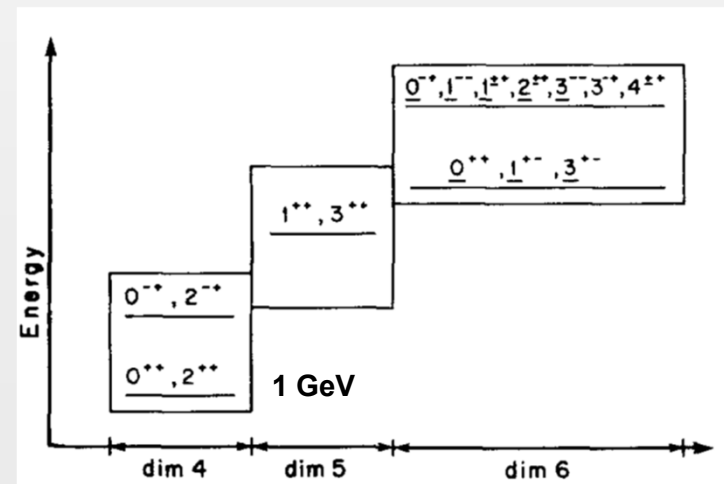 0⁻⁺, 1⁻⁻, 1^±+, 2^±+, 3⁻⁻, 3⁻⁺, 4^±+
0⁺⁺, 1⁺⁻, 3⁺⁻
1⁺⁺, 3⁺⁺
0⁻⁺, 2⁻⁺
0⁺⁺, 2⁺⁺
1 GeV
Energy
dim 4
dim 5
dim 6